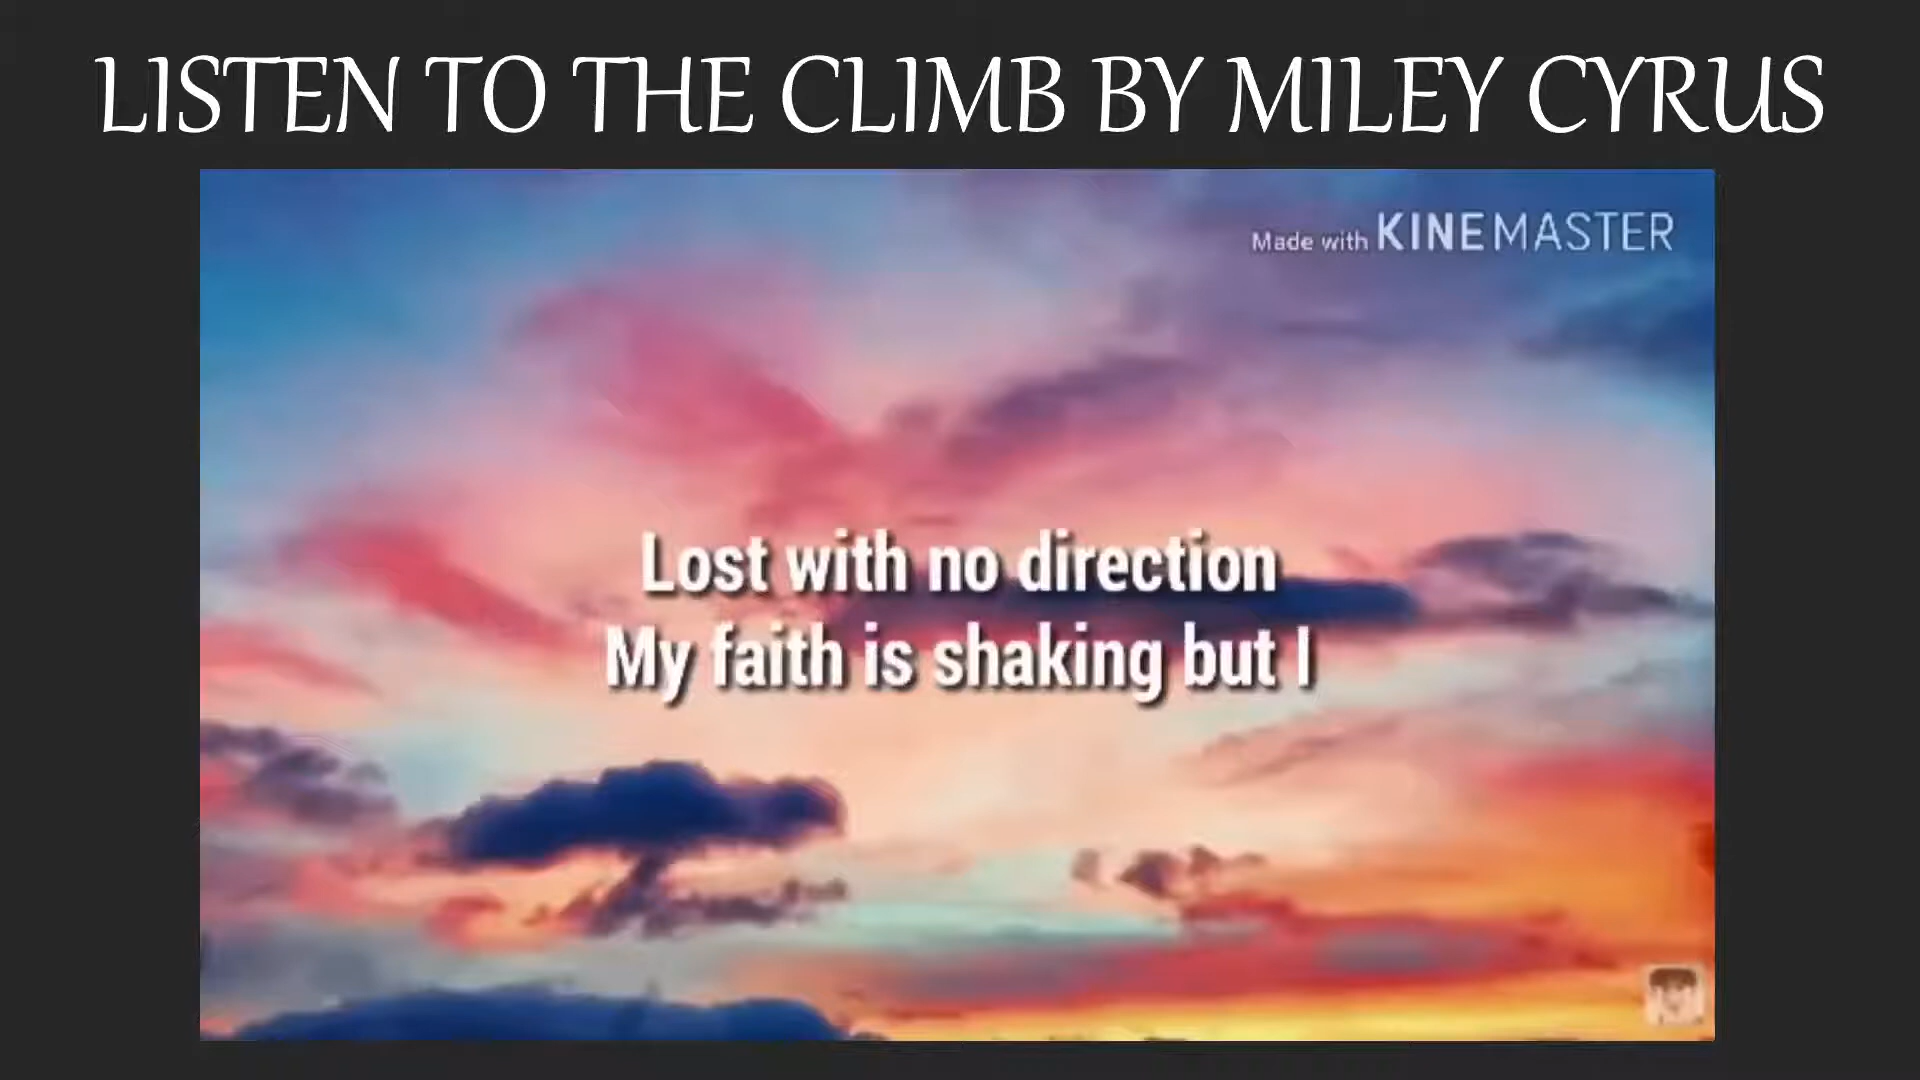 LISTEN TO THE CLIMB BY MILEY CYRUS
Made with KINEMASTER
Lost with no direction
My faith is shaking but I